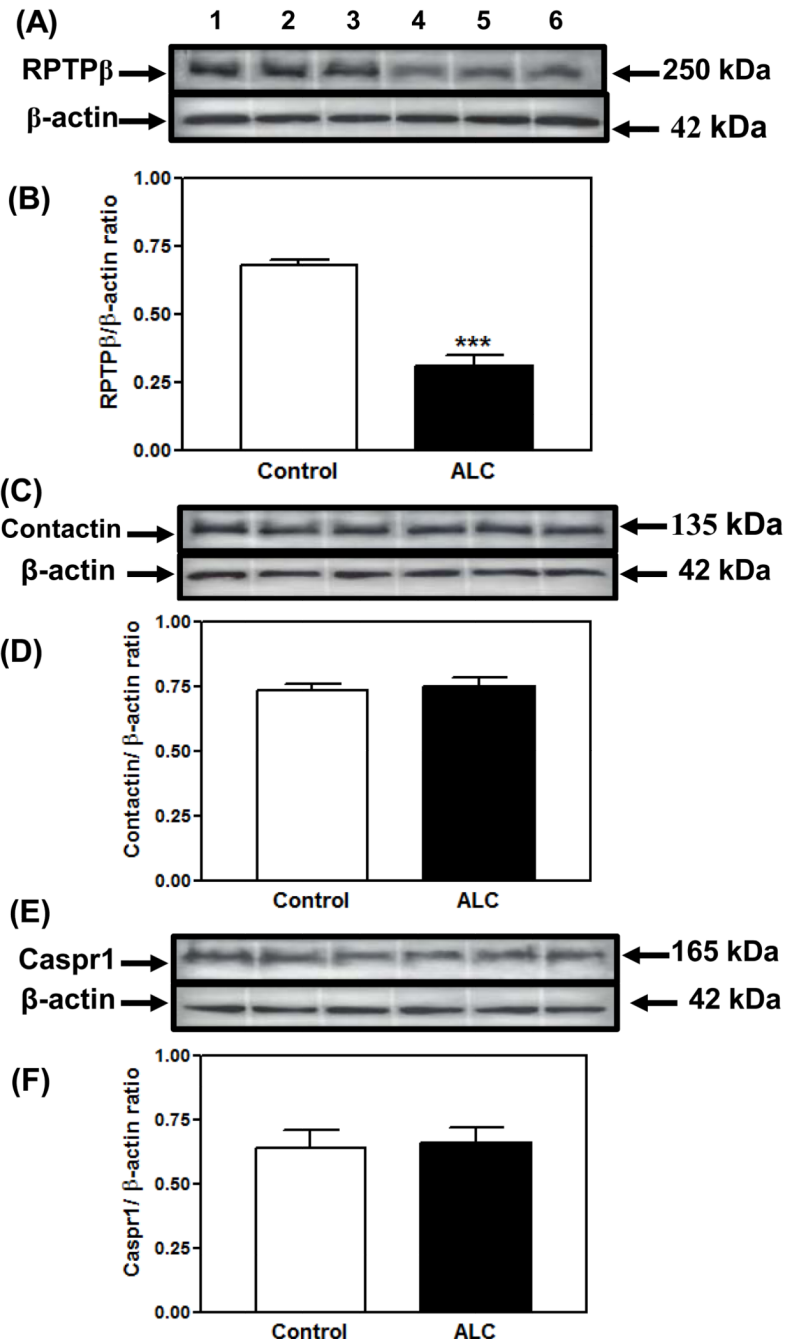 (A) 1 2 3 4 5 6
RPTPβ 250 kDa
β-actin 42 kDa
(B)
1.00
0.75
0.50
0.25
0.00
RPTPβ/β-actin ratio
***
Control ALC
(C)
Contactin 135 kDa
β-actin 42 kDa
(D)
1.00
0.75
0.50
0.25
0.00
Contactin/ β-actin ratio
Control ALC
(E)
Caspr1 165 kDa
β-actin 42 kDa
(F)
1.00
0.75
0.50
0.25
0.00
Caspr1/ β-actin ratio
Control ALC